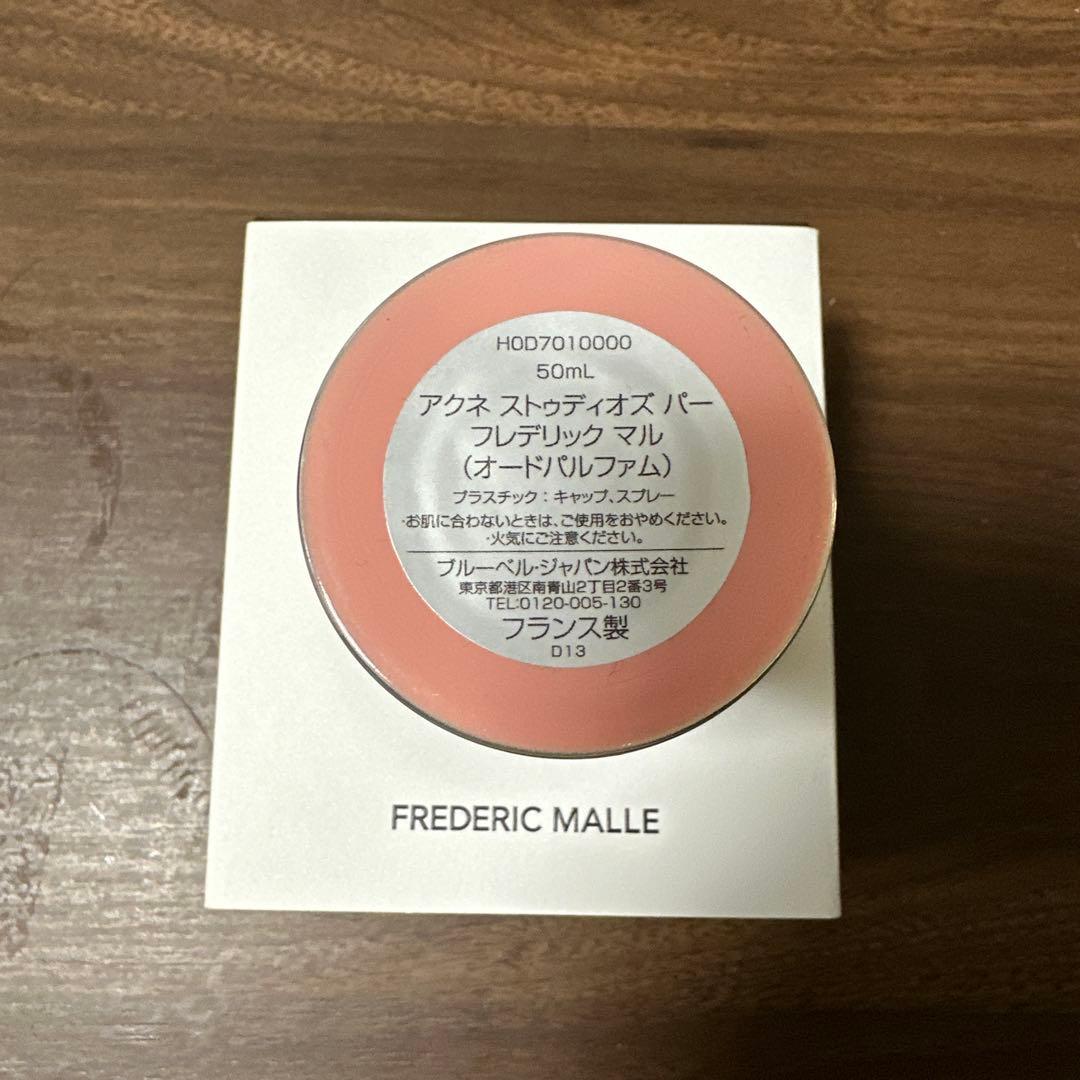 H0D7010000
50mL
アクネ ストゥディオズ パー
フレデリック マル
(オードパルファム)
プラスチック：キャップ、スプレー
・お肌に合わないときは、ご使用をおやめください。
・火気にご注意ください。
ブルーベル・ジャパン株式会社
東京都港区南青山2丁目2番3号
TEL:0120-005-130
フランス製
D13
FREDERIC MALLE